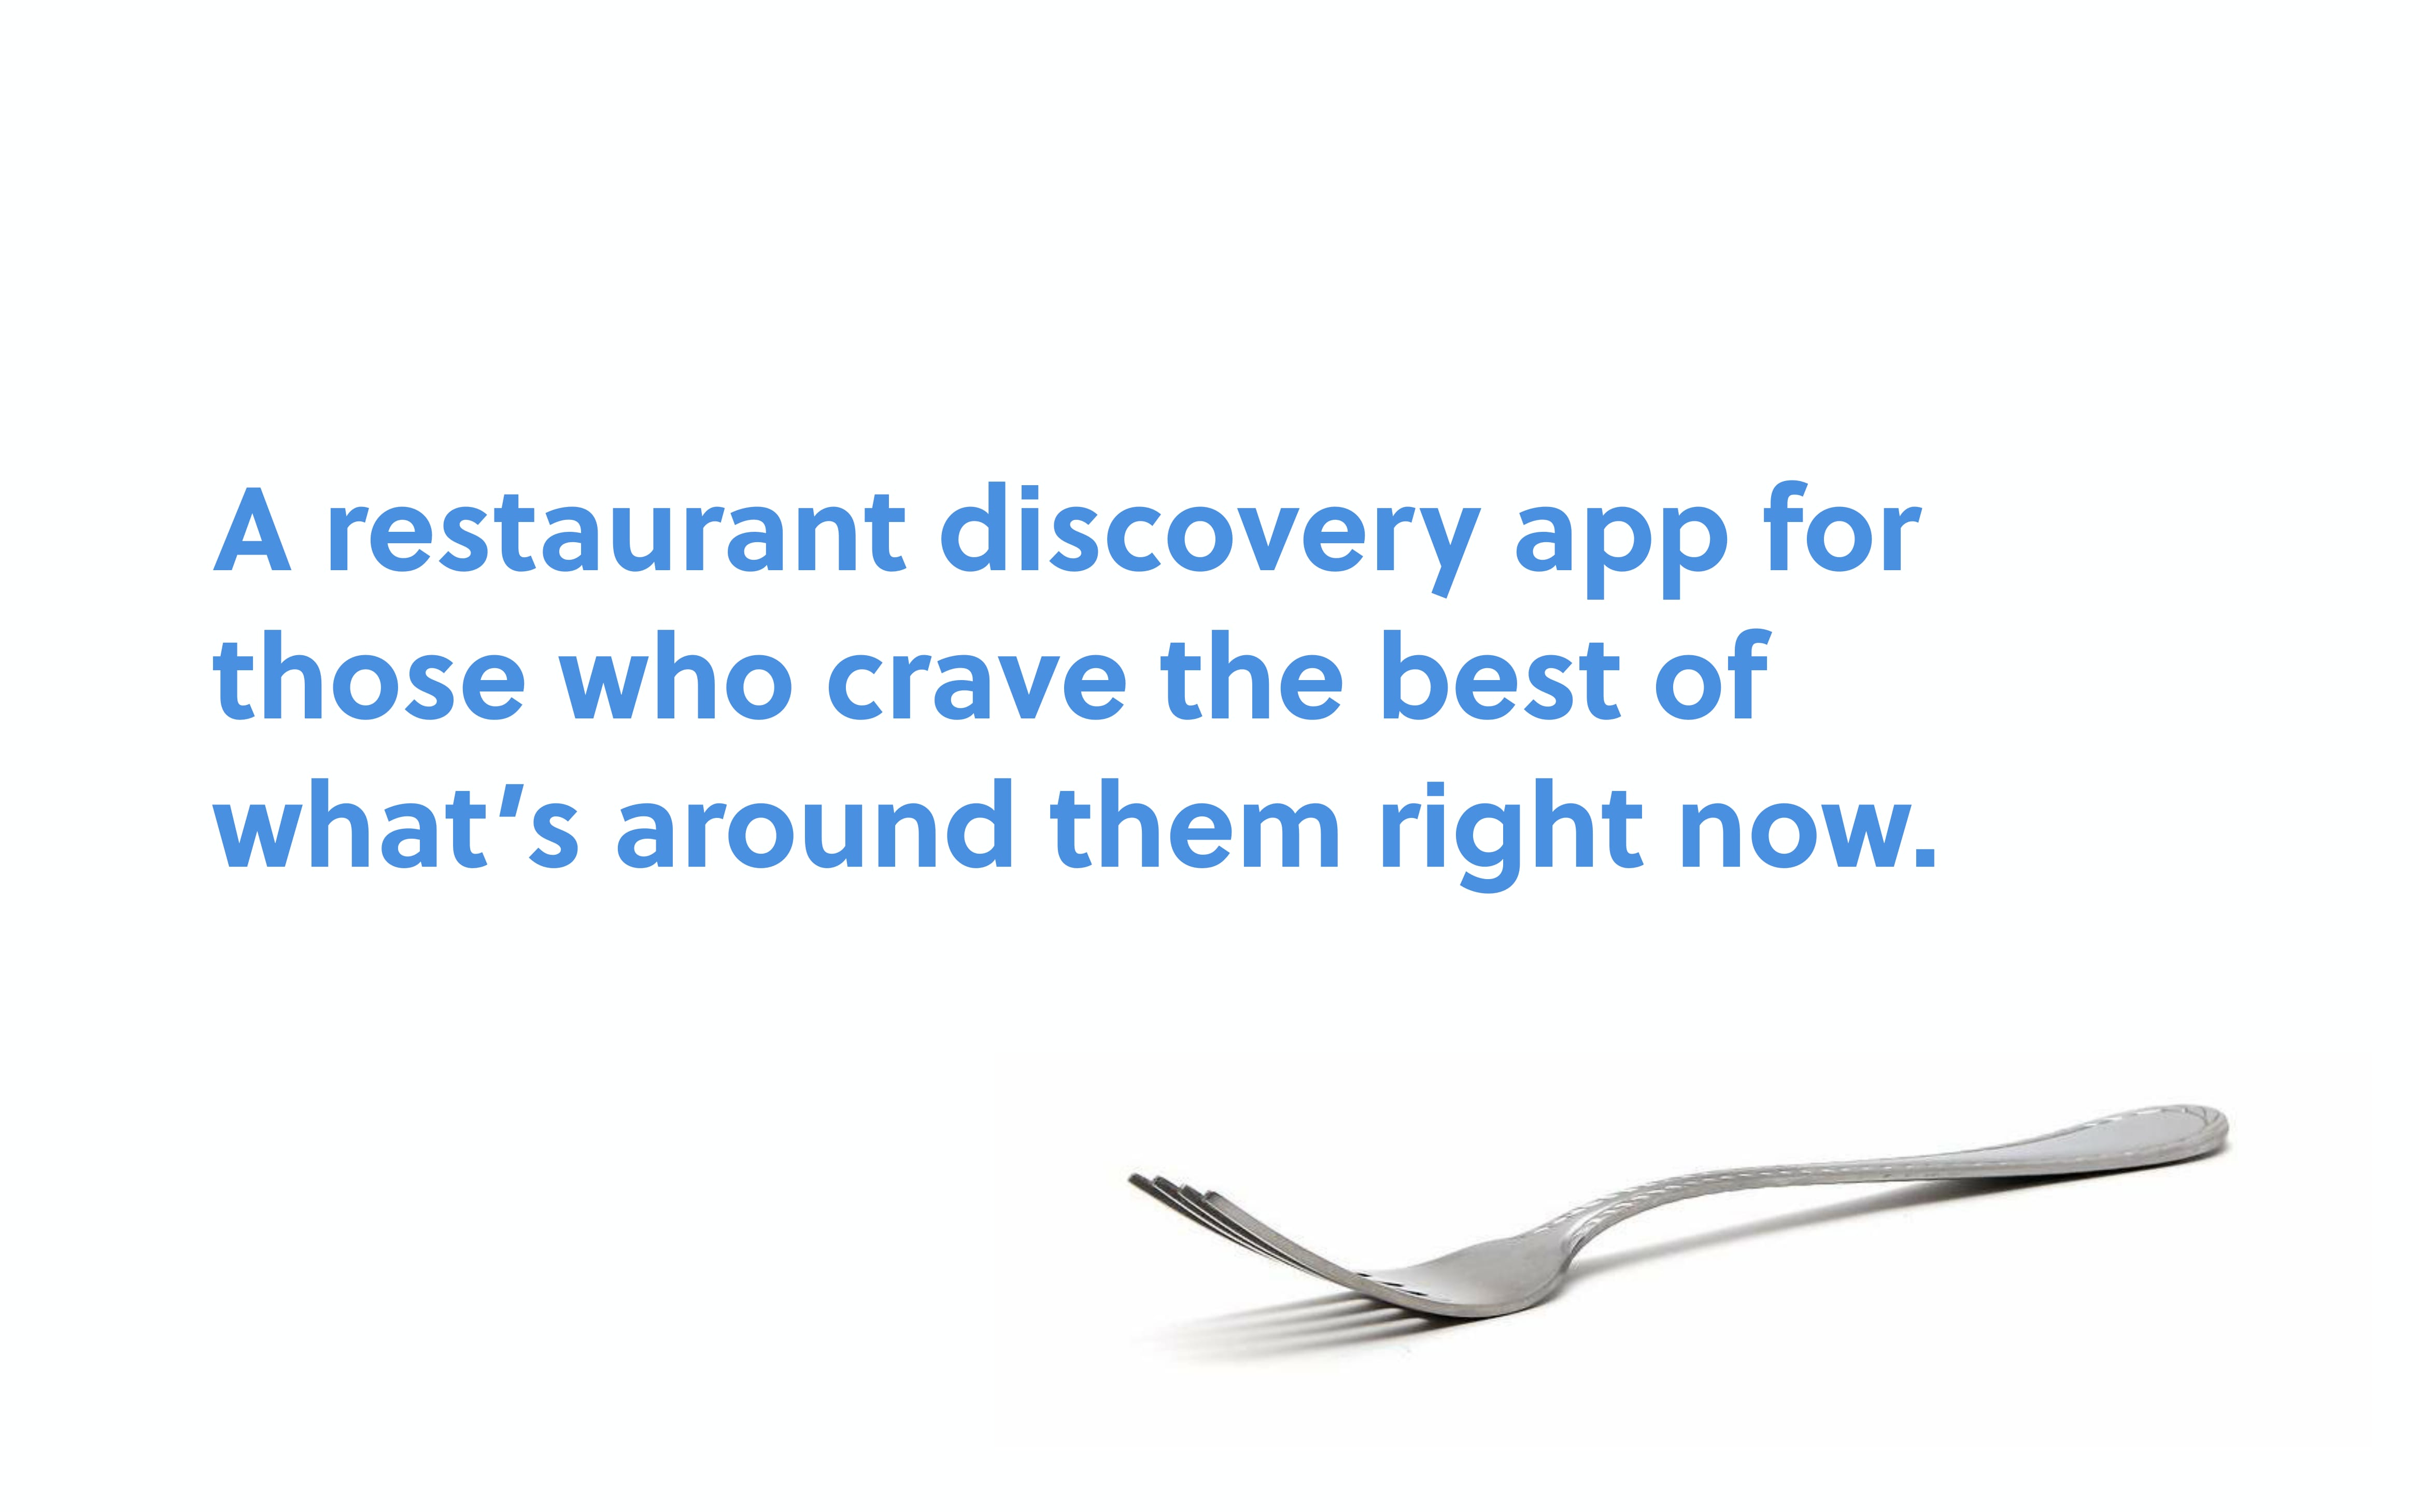 A restaurant discovery app for
those who crave the best of
what’s around them right now.